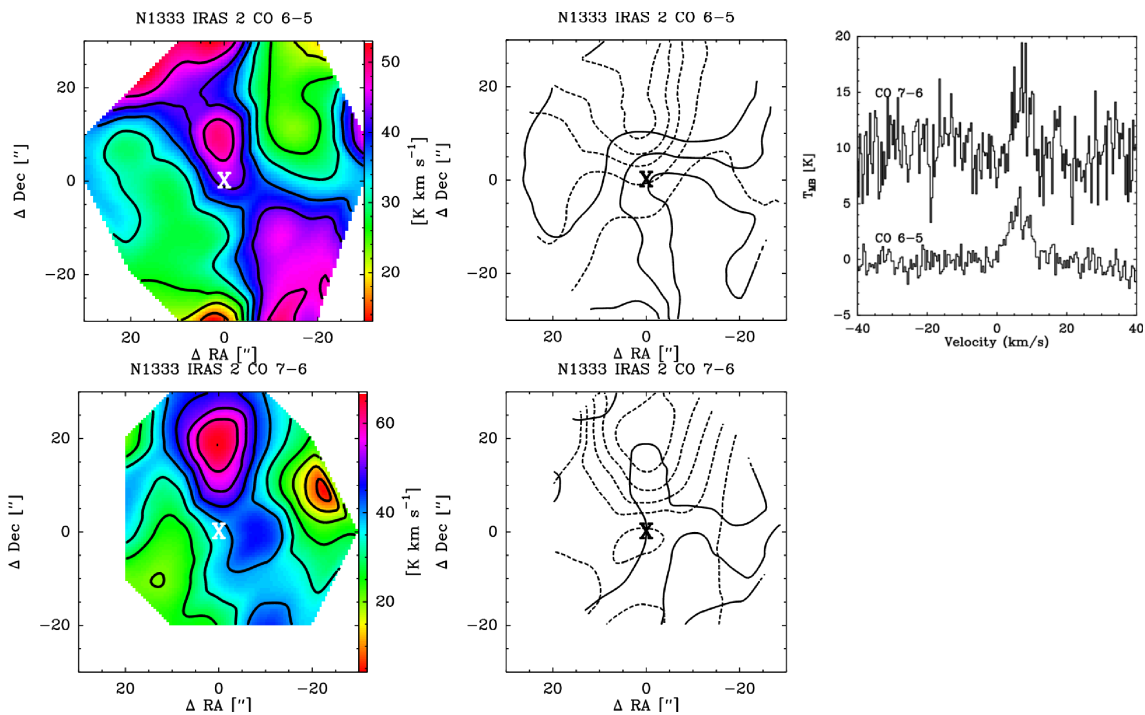 N1333 IRAS 2 CO 6−5
20
0
−20
Δ Dec ["]
20
0
−20
Δ RA ["]
50
40
30
20
[K km s⁻¹]
N1333 IRAS 2 CO 6−5
20
0
−20
Δ Dec ["]
20
0
−20
Δ RA ["]
20
15
10
5
0
−5
T_MB [K]
CO 7−6
CO 6−5
−40
−20
0
20
40
Velocity (km/s)
X
X
N1333 IRAS 2 CO 7−6
20
0
−20
Δ Dec ["]
20
0
−20
Δ RA ["]
60
40
20
[K km s⁻¹]
N1333 IRAS 2 CO 7−6
20
0
−20
Δ Dec ["]
20
0
−20
Δ RA ["]
X
X